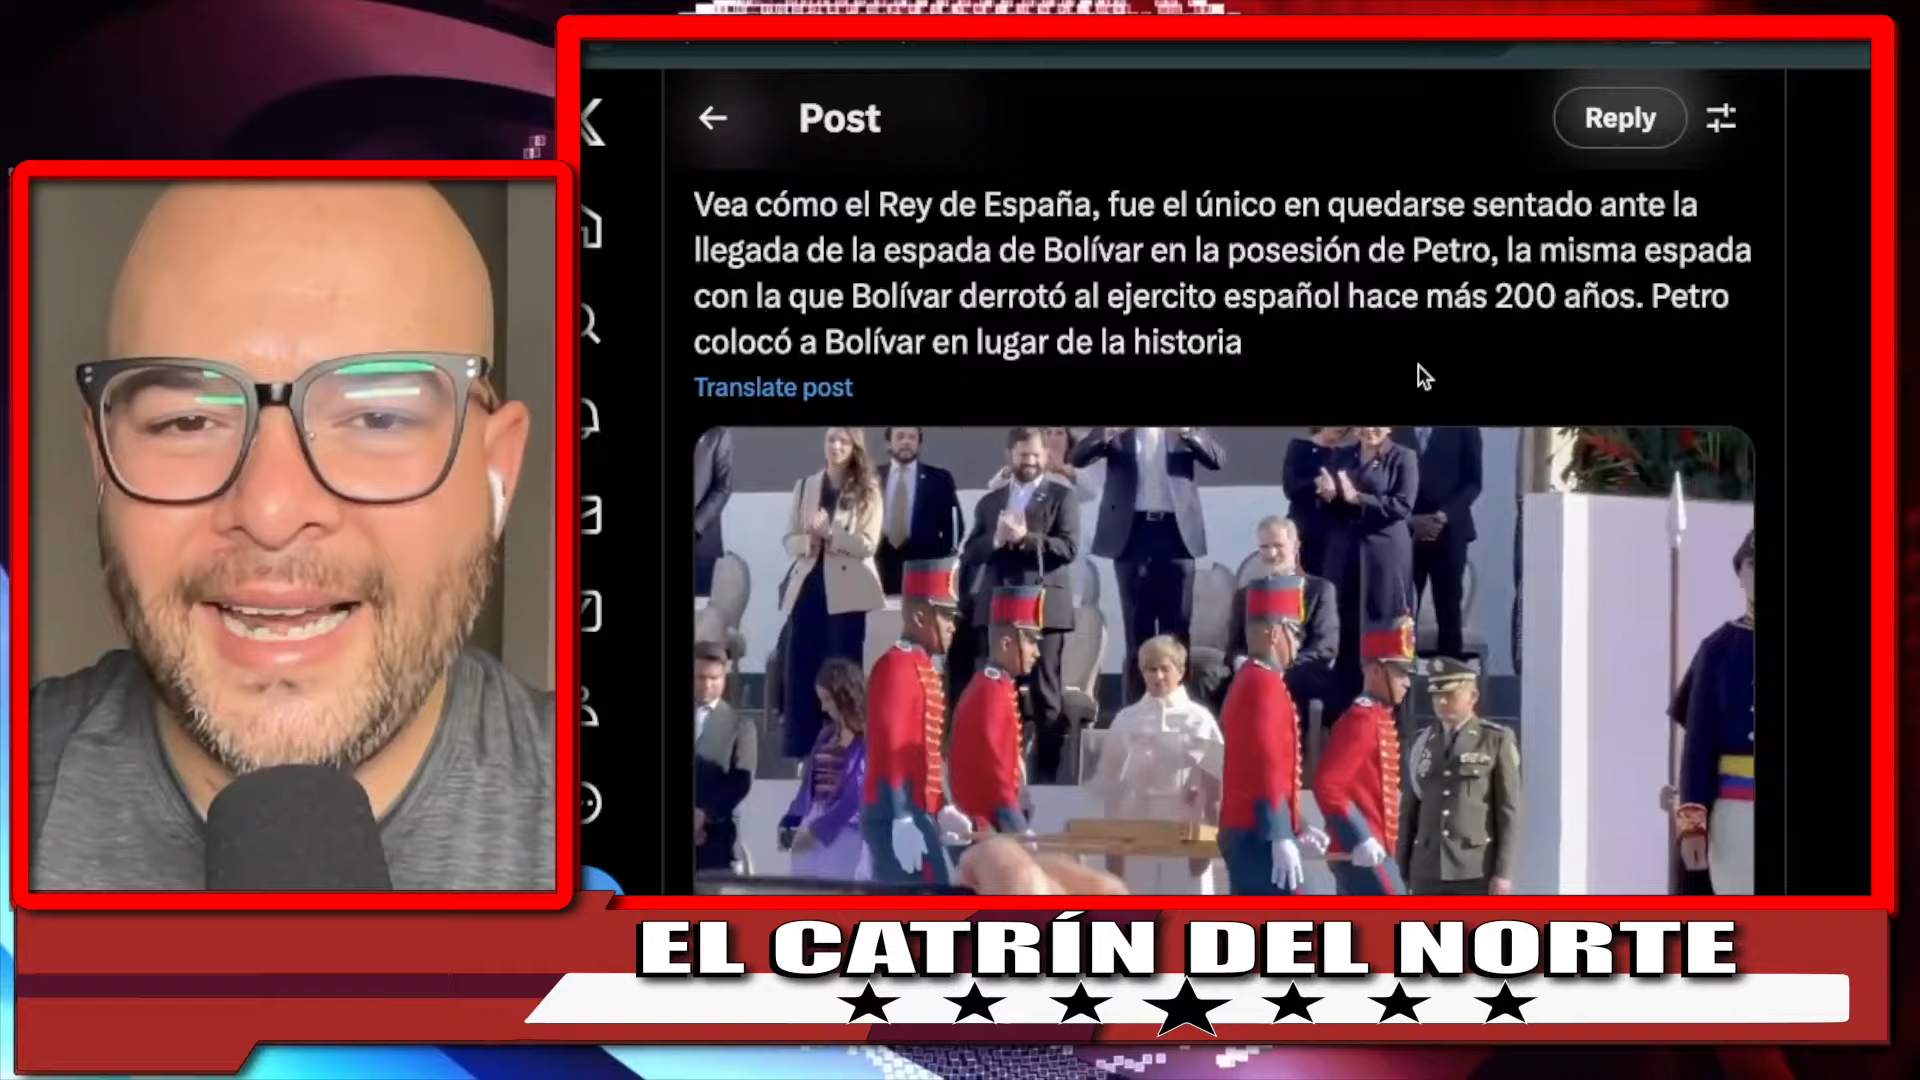 Post
Reply
Vea cómo el Rey de España, fue el único en quedarse sentado ante la
llegada de la espada de Bolívar en la posesión de Petro, la misma espada
con la que Bolívar derrotó al ejercito español hace más 200 años. Petro
colocó a Bolívar en lugar de la historia
Translate post
EL CATRÍN DEL NORTE